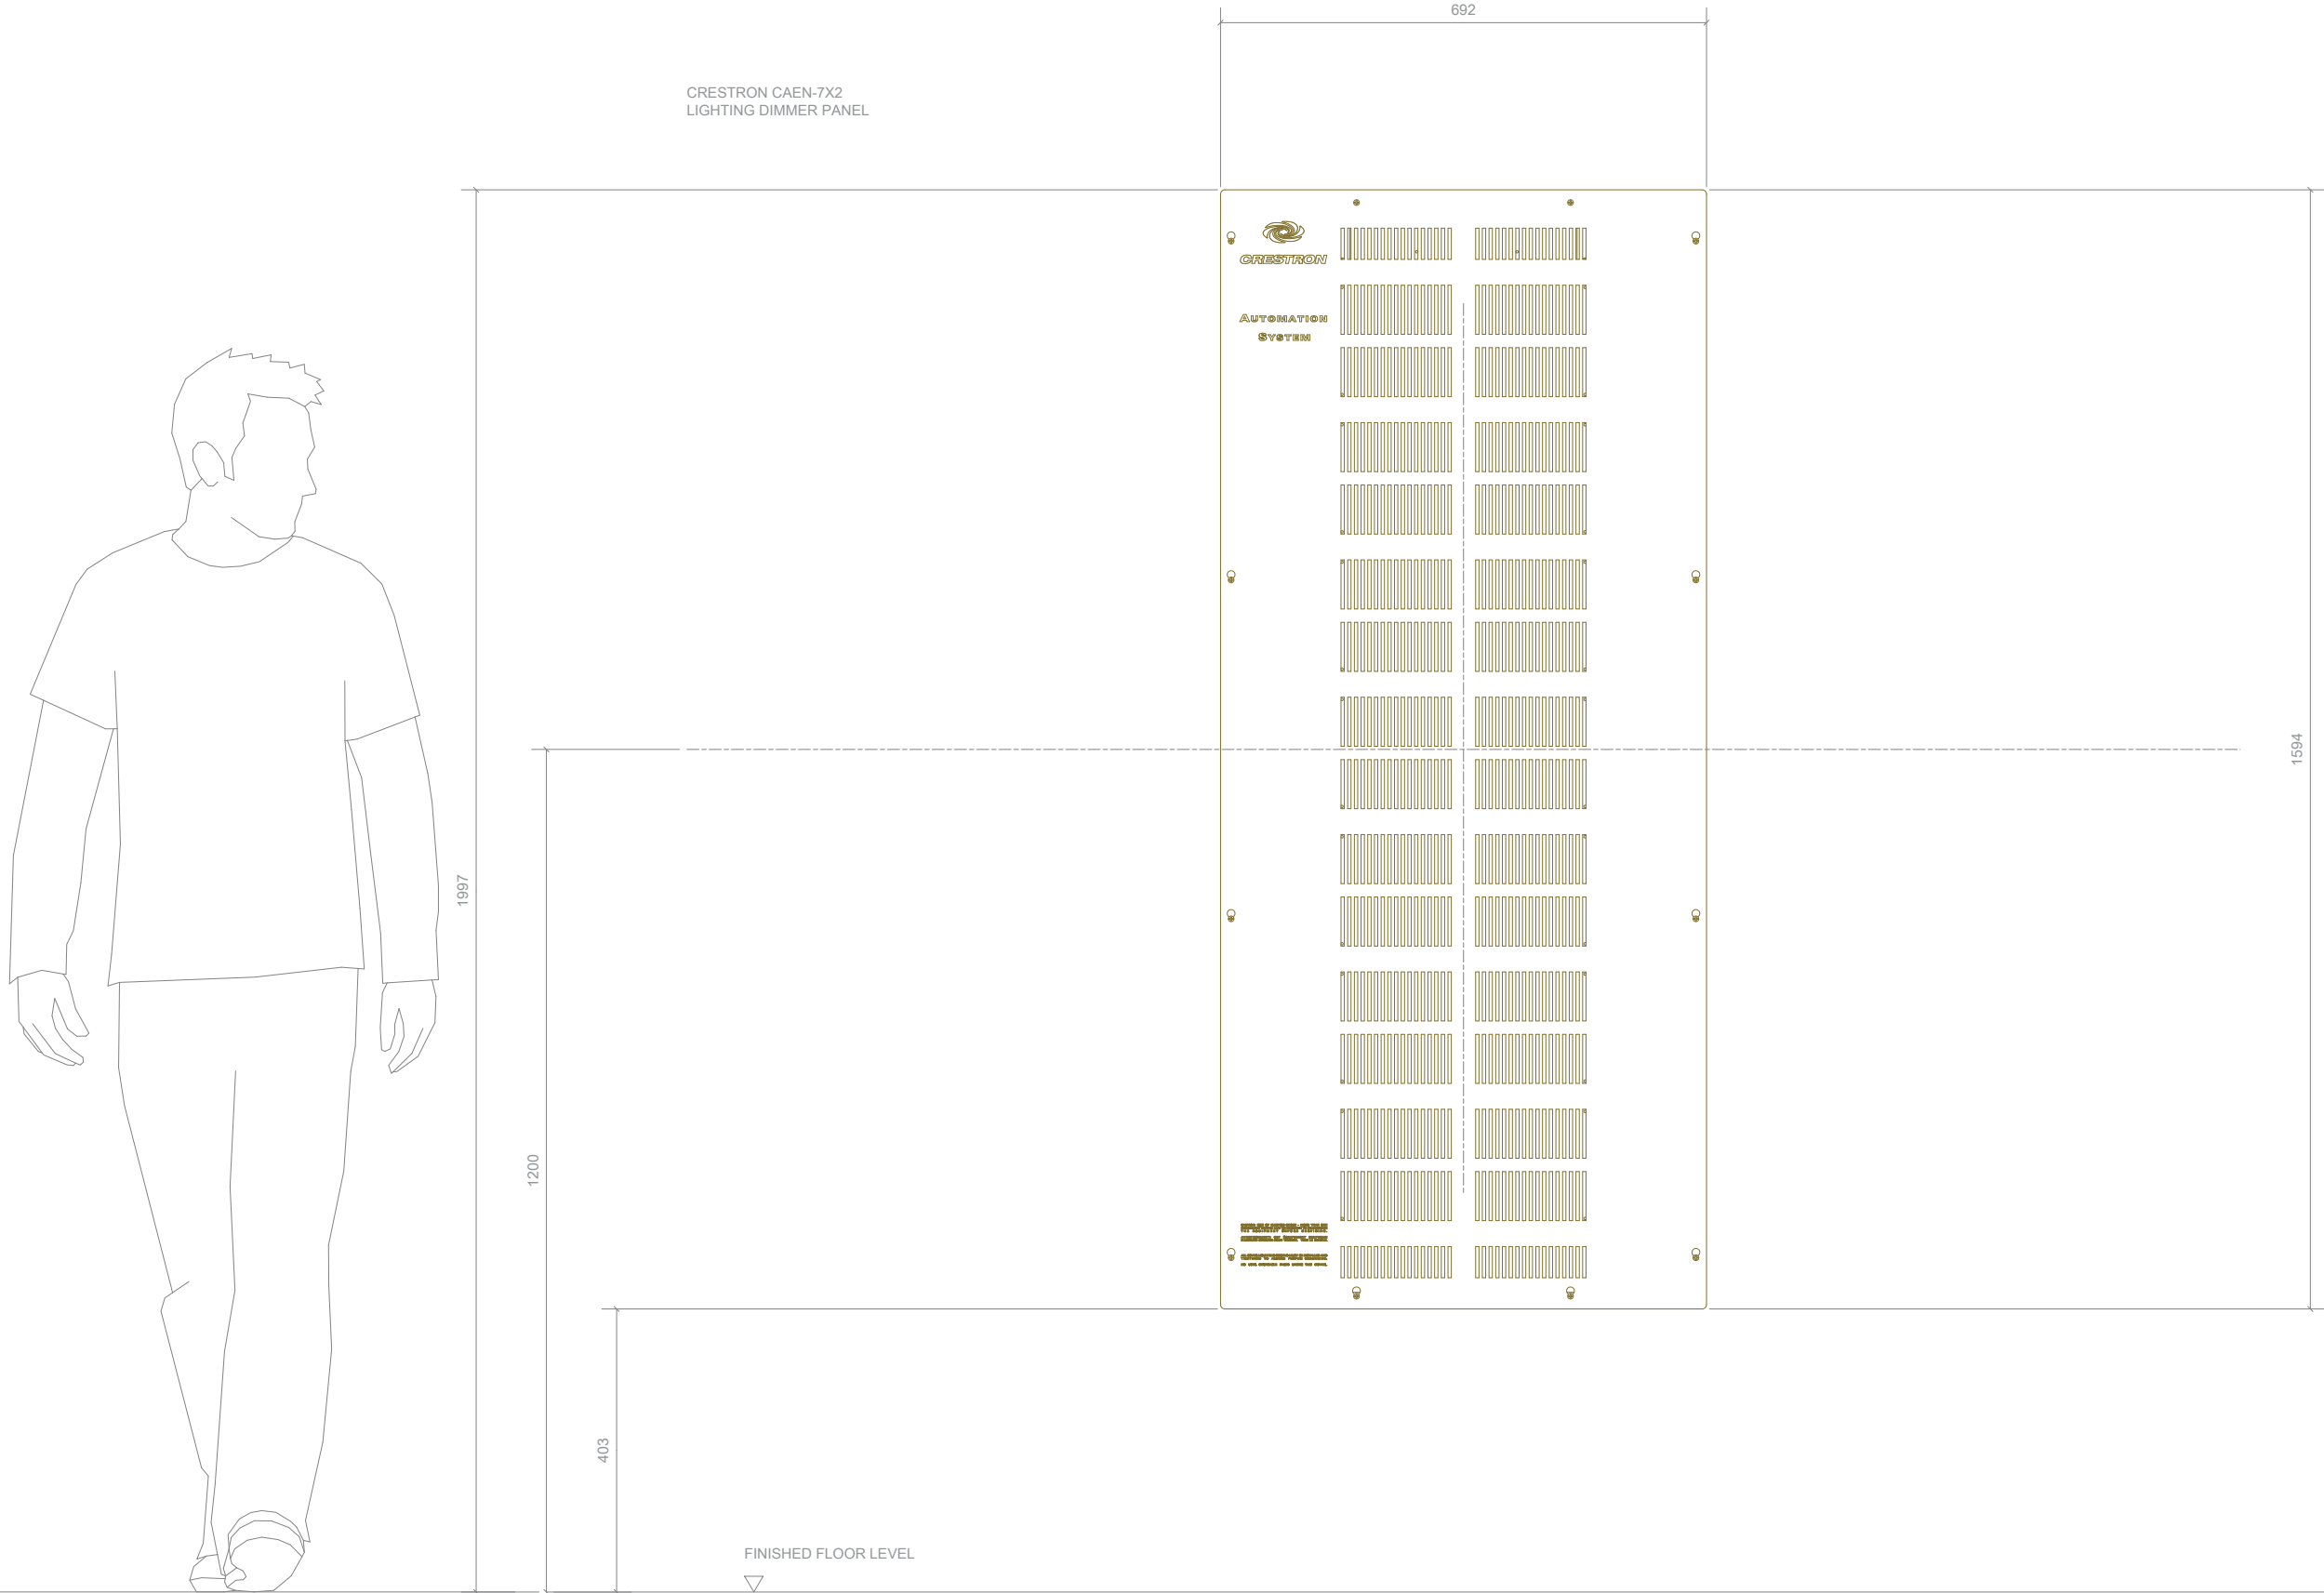 692
CRESTRON CAEN-7X2
LIGHTING DIMMER PANEL
CRESTRON
AUTOMATION
SYSTEM
1594
1997
1200
403
FINISHED FLOOR LEVEL